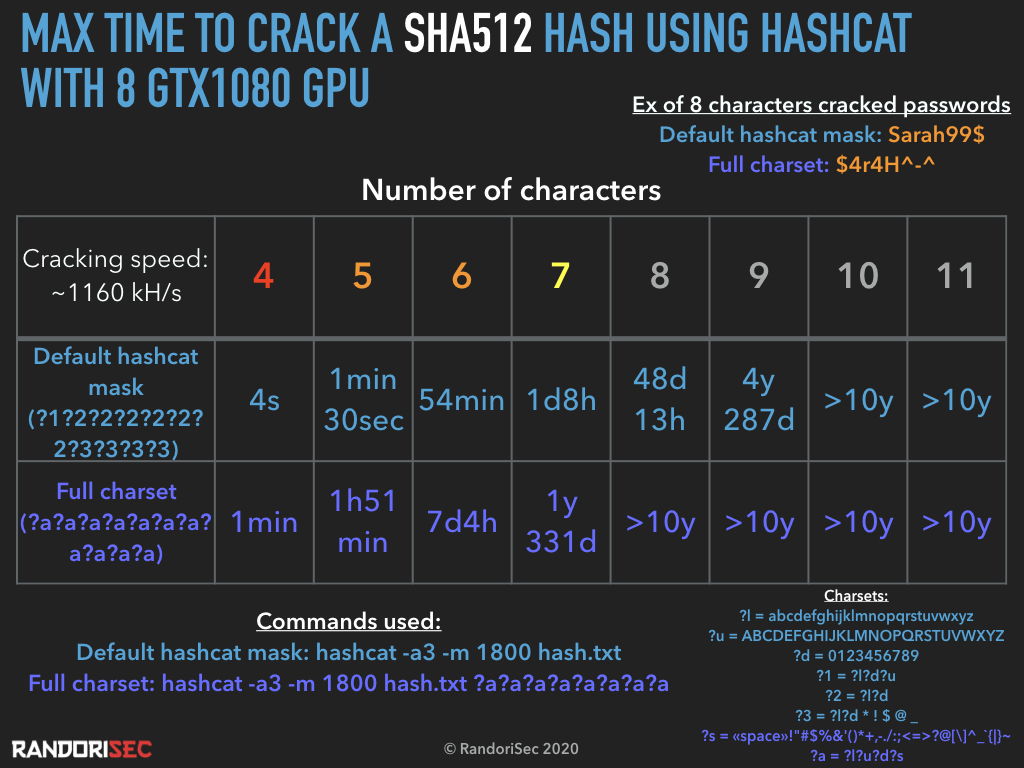 MAX TIME TO CRACK A SHA512 HASH USING HASHCAT
WITH 8 GTX1080 GPU
Ex of 8 characters cracked passwords
Default hashcat mask: Sarah99$
Full charset: $4r4H^-^
Number of characters
Cracking speed:
~1160 kH/s
4
5
6
7
8
9
10
11
Default hashcat
mask
(?1?2?2?2?2?2?
2?3?3?3?3)
4s
1min
30sec
54min
1d8h
48d
13h
4y
287d
>10y
>10y
Full charset
(?a?a?a?a?a?a?a?
a?a?a?a)
1min
1h51
min
7d4h
1y
331d
>10y
>10y
>10y
>10y
Commands used:
Default hashcat mask: hashcat -a3 -m 1800 hash.txt
Full charset: hashcat -a3 -m 1800 hash.txt ?a?a?a?a?a?a?a?a
Charsets:
?l = abcdefghijklmnopqrstuvwxyz
?u = ABCDEFGHIJKLMNOPQRSTUVWXYZ
?d = 0123456789
?1 = ?l?d?u
?2 = ?l?d
?3 = ?l?d * ! $ @ _
?s = «space»!"#$%&'()*+,-./:;<=>?@[\]^_`{|}~
?a = ?l?u?d?s
RANDORISEC
© RandoriSec 2020